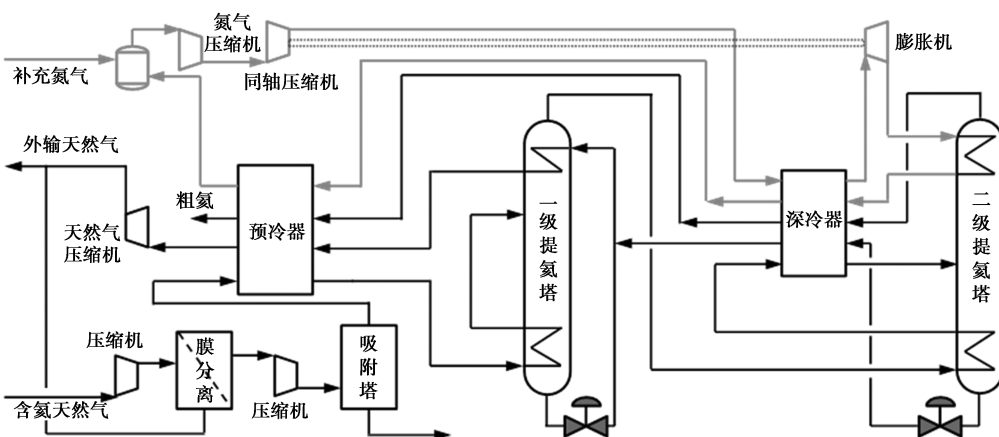 氮气
压缩机
补充氮气
同轴压缩机
膨胀机
外输天然气
粗氦
预冷器
天然气
压缩机
一级提氦塔
深冷器
二级提氦塔
压缩机
膜分离
吸附塔
压缩机
含氦天然气